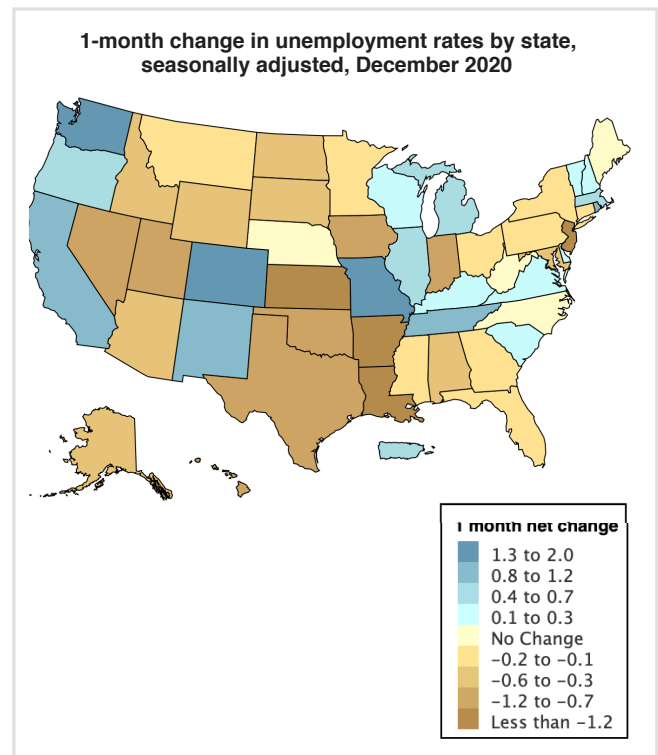 1-month change in unemployment rates by state,
seasonally adjusted, December 2020
1 month net change
1.3 to 2.0
0.8 to 1.2
0.4 to 0.7
0.1 to 0.3
No Change
−0.2 to −0.1
−0.6 to −0.3
−1.2 to −0.7
Less than −1.2